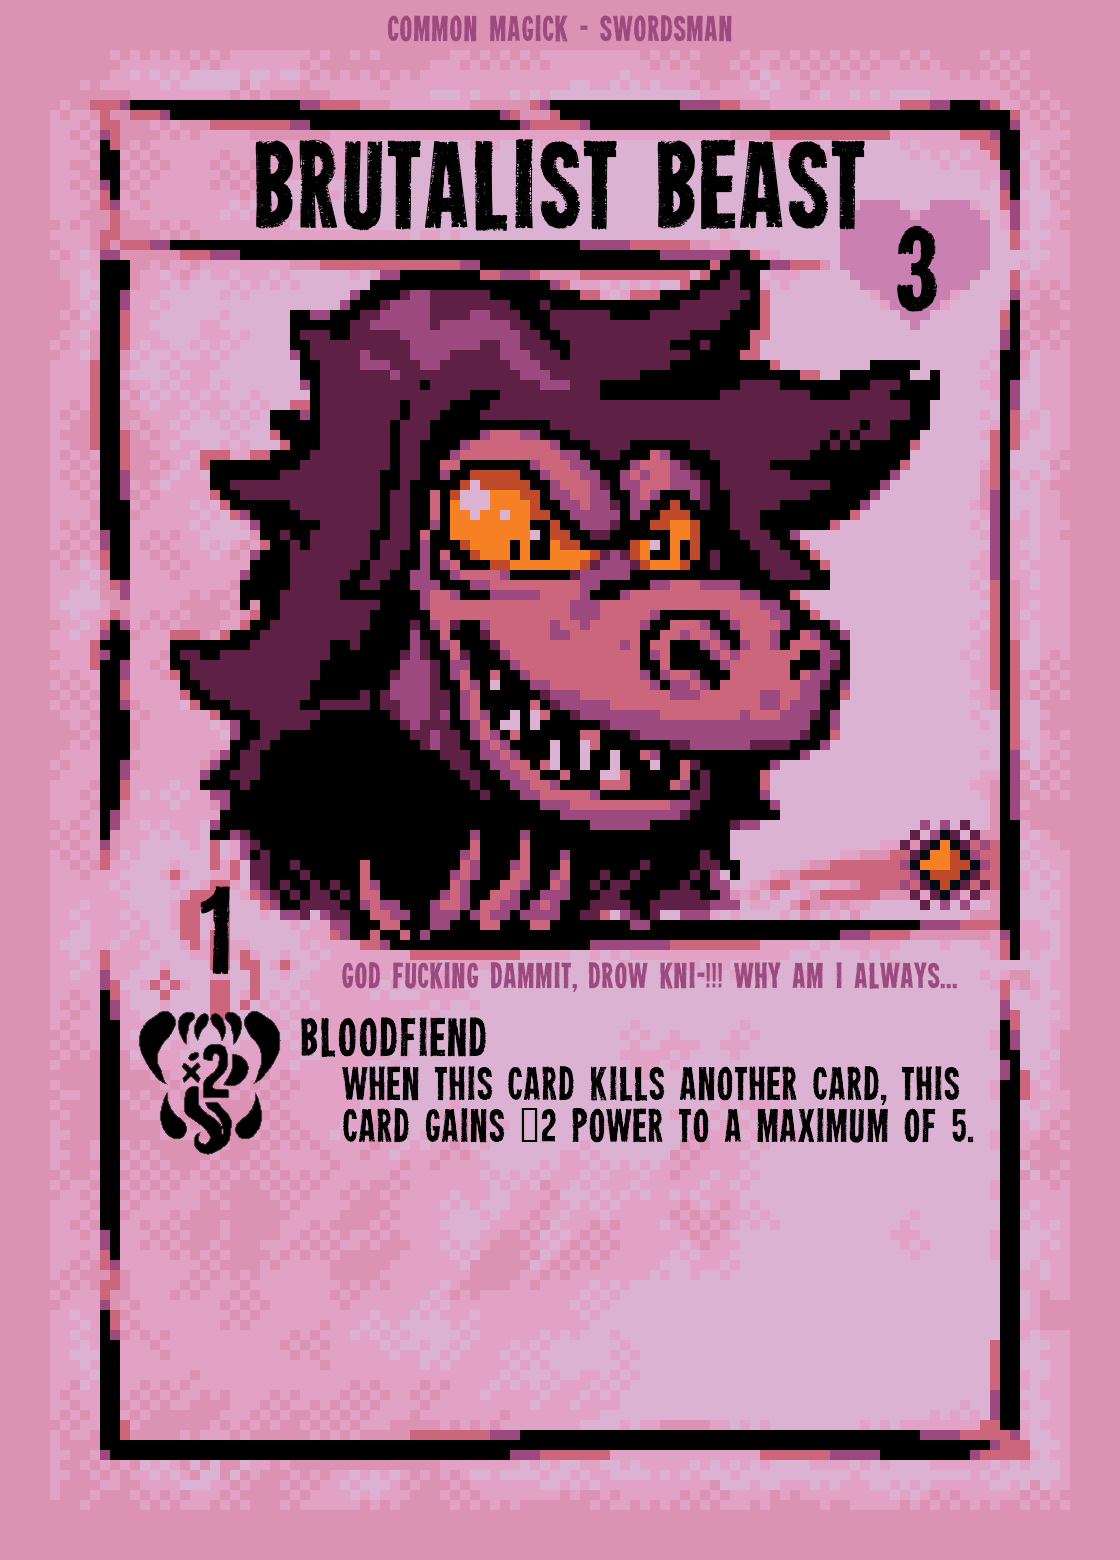 COMMON MAGICK - SWORDSMAN
BRUTALIST BEAST
3
1
GOD FUCKING DAMMIT, DROW KNI-!!! WHY AM I ALWAYS...
×2
BLOODFIEND
WHEN THIS CARD KILLS ANOTHER CARD, THIS
CARD GAINS □2 POWER TO A MAXIMUM OF 5.